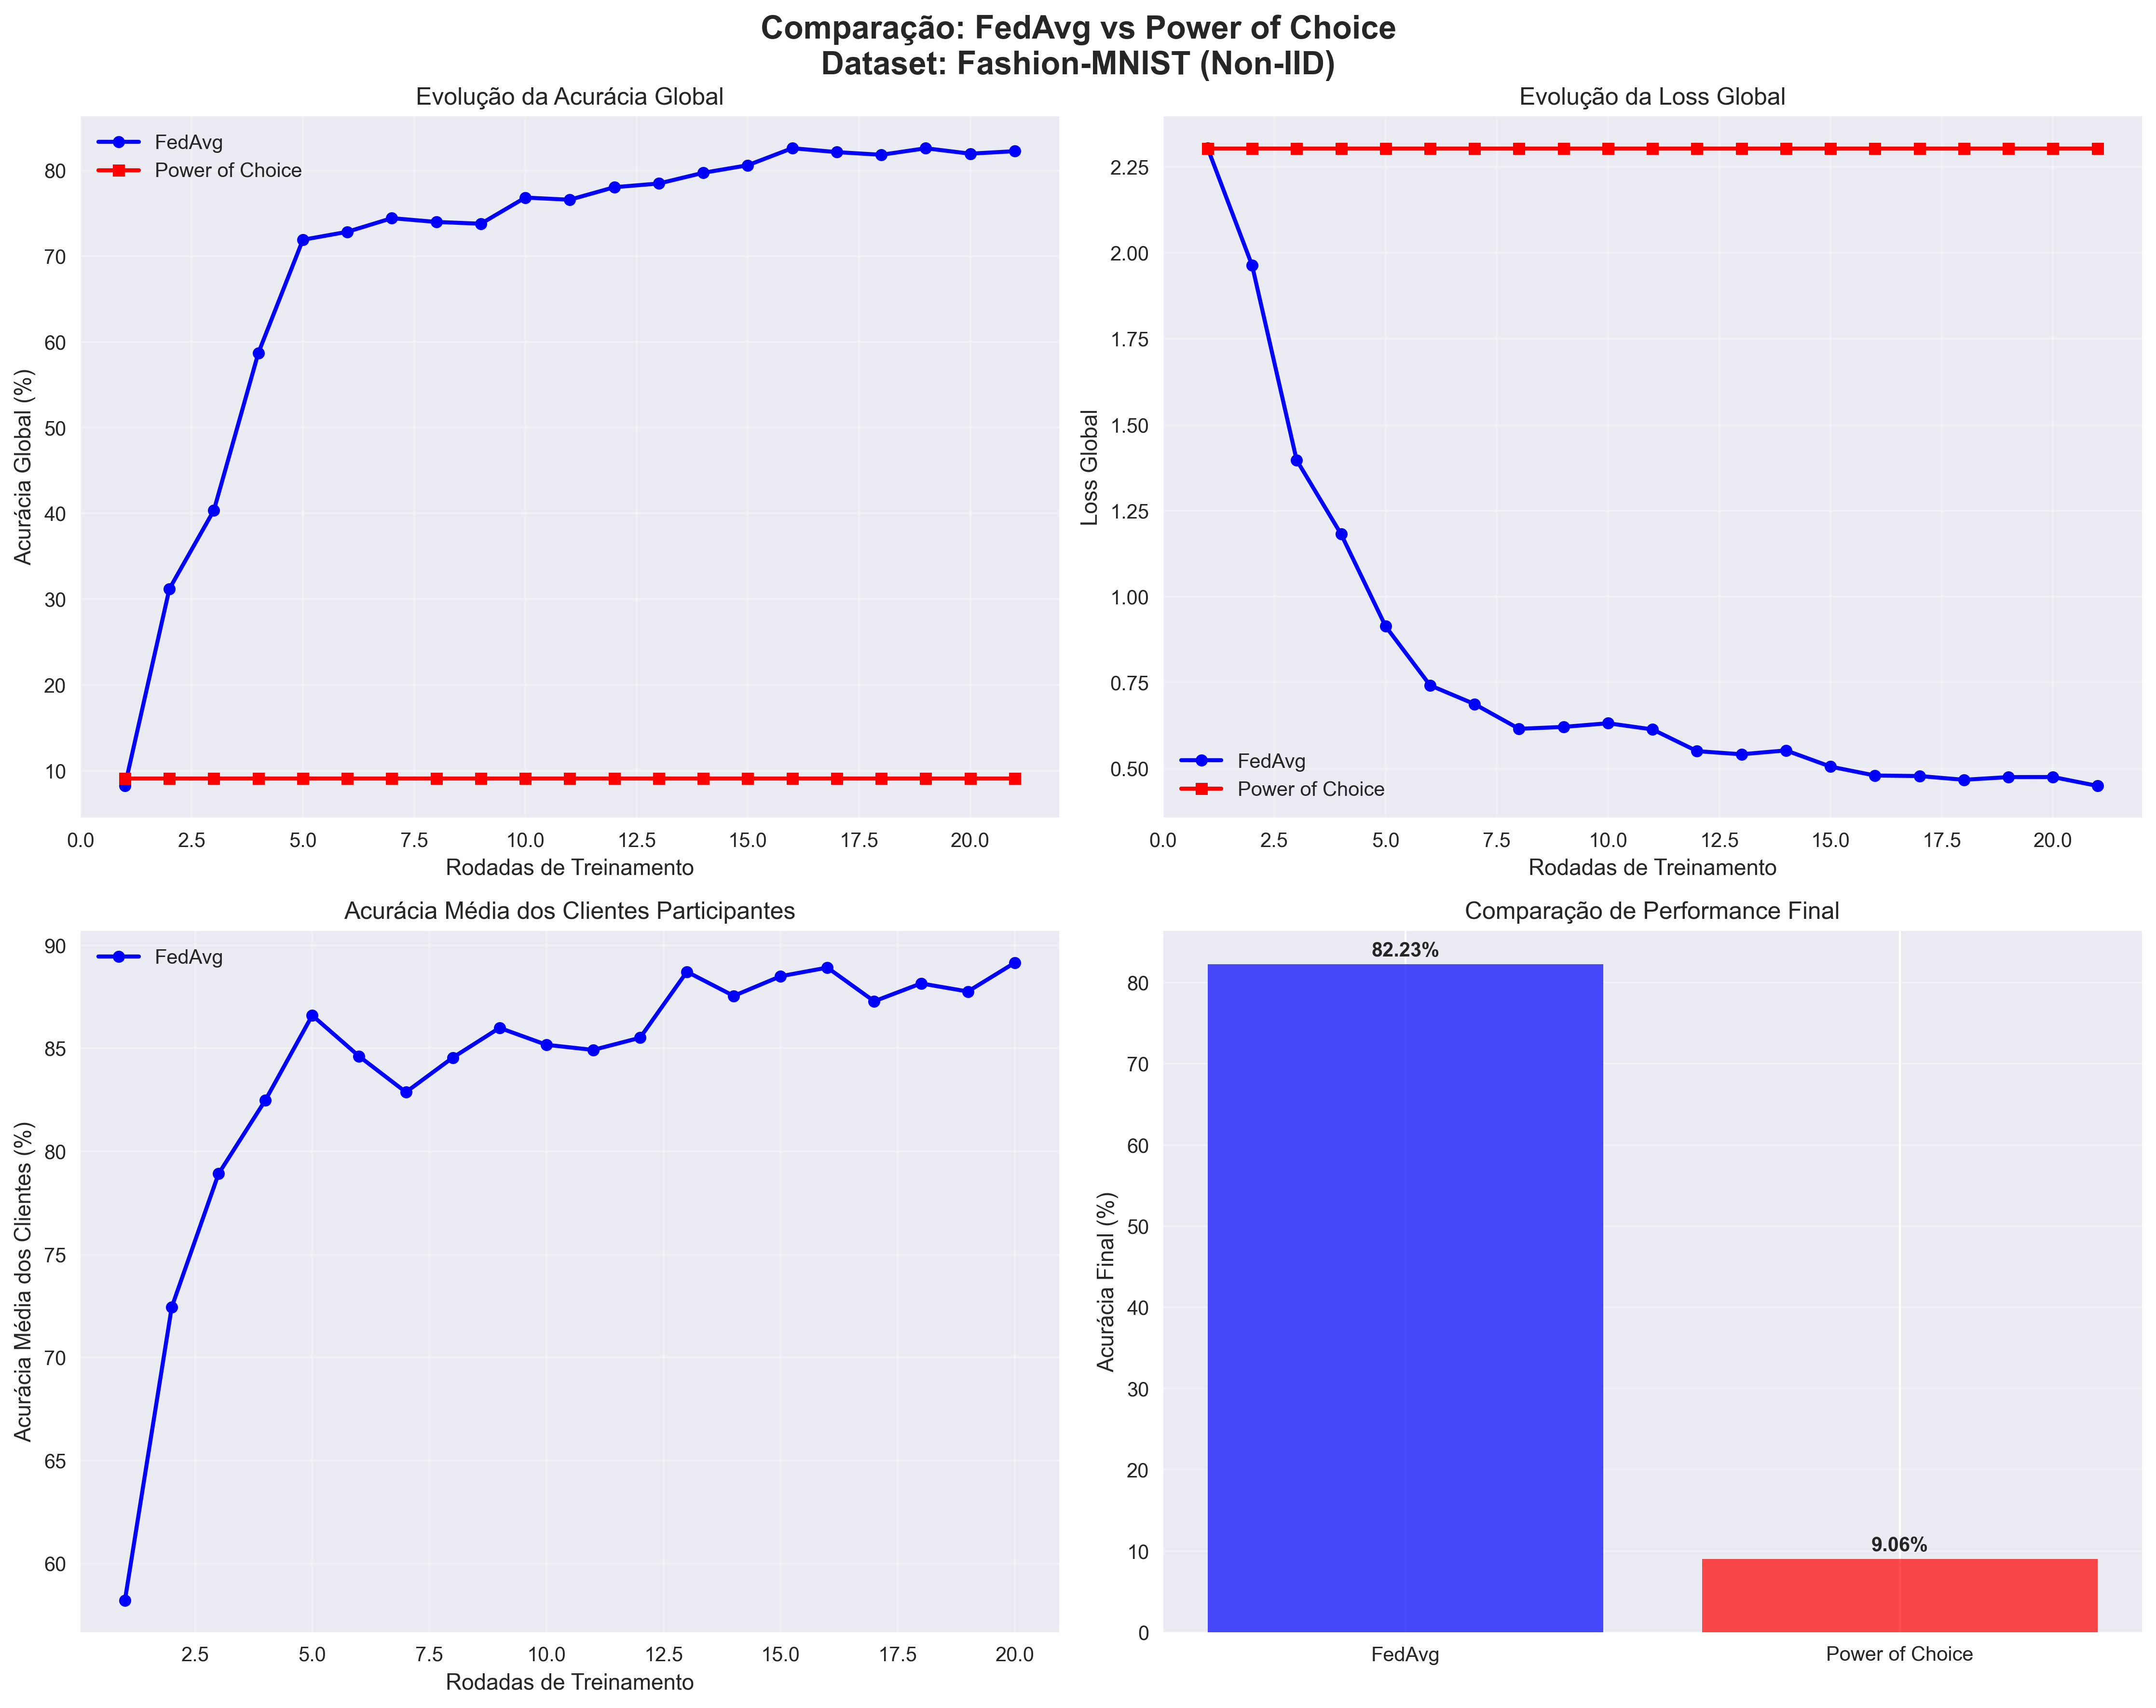 Comparação: FedAvg vs Power of Choice
Dataset: Fashion-MNIST (Non-IID)
Evolução da Acurácia Global
FedAvg
Power of Choice
Acurácia Global (%)
80
70
60
50
40
30
20
10
0.0 2.5 5.0 7.5 10.0 12.5 15.0 17.5 20.0
Rodadas de Treinamento
Evolução da Loss Global
Loss Global
2.25
2.00
1.75
1.50
1.25
1.00
0.75
0.50
FedAvg
Power of Choice
0.0 2.5 5.0 7.5 10.0 12.5 15.0 17.5 20.0
Rodadas de Treinamento
Acurácia Média dos Clientes Participantes
FedAvg
Acurácia Média dos Clientes (%)
90
85
80
75
70
65
60
2.5 5.0 7.5 10.0 12.5 15.0 17.5 20.0
Rodadas de Treinamento
Comparação de Performance Final
Acurácia Final (%)
80
70
60
50
40
30
20
10
0
82.23%
9.06%
FedAvg Power of Choice